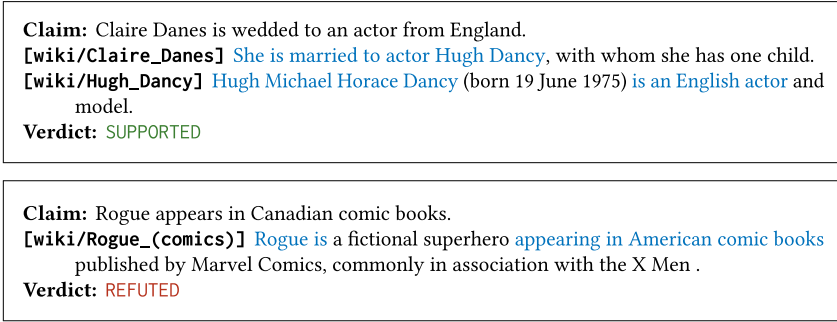 Claim: Claire Danes is wedded to an actor from England.
[wiki/Claire_Danes] She is married to actor Hugh Dancy, with whom she has one child.
[wiki/Hugh_Dancy] Hugh Michael Horace Dancy (born 19 June 1975) is an English actor and
model.
Verdict: SUPPORTED
Claim: Rogue appears in Canadian comic books.
[wiki/Rogue_(comics)] Rogue is a fictional superhero appearing in American comic books
published by Marvel Comics, commonly in association with the X Men .
Verdict: REFUTED